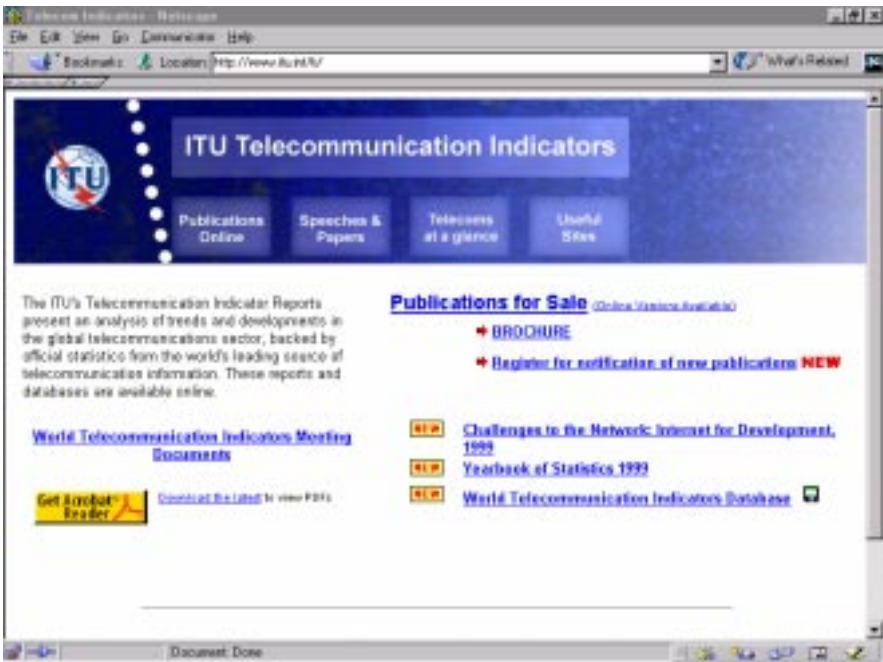 Telecom Indicators - Netscape
File Edit View Go Communicator Help
Bookmarks Location: http://www.itu.int/ti/ What's Related
ITU
ITU Telecommunication Indicators
Publications Online
Speeches & Papers
Telecoms at a glance
Useful Sites
The ITU's Telecommunication Indicator Reports
present an analysis of trends and developments in
the global telecommunications sector, backed by
official statistics from the world's leading source of
telecommunication information. These reports and
databases are available online.
World Telecommunication Indicators Meeting
Documents
Get Acrobat Reader
Download the latest to view PDFs
Publications for Sale (Online Versions Available)
BROCHURE
Register for notification of new publications NEW
NEW Challenges to the Network: Internet for Development,
1999
NEW Yearbook of Statistics 1999
NEW World Telecommunication Indicators Database
Document: Done